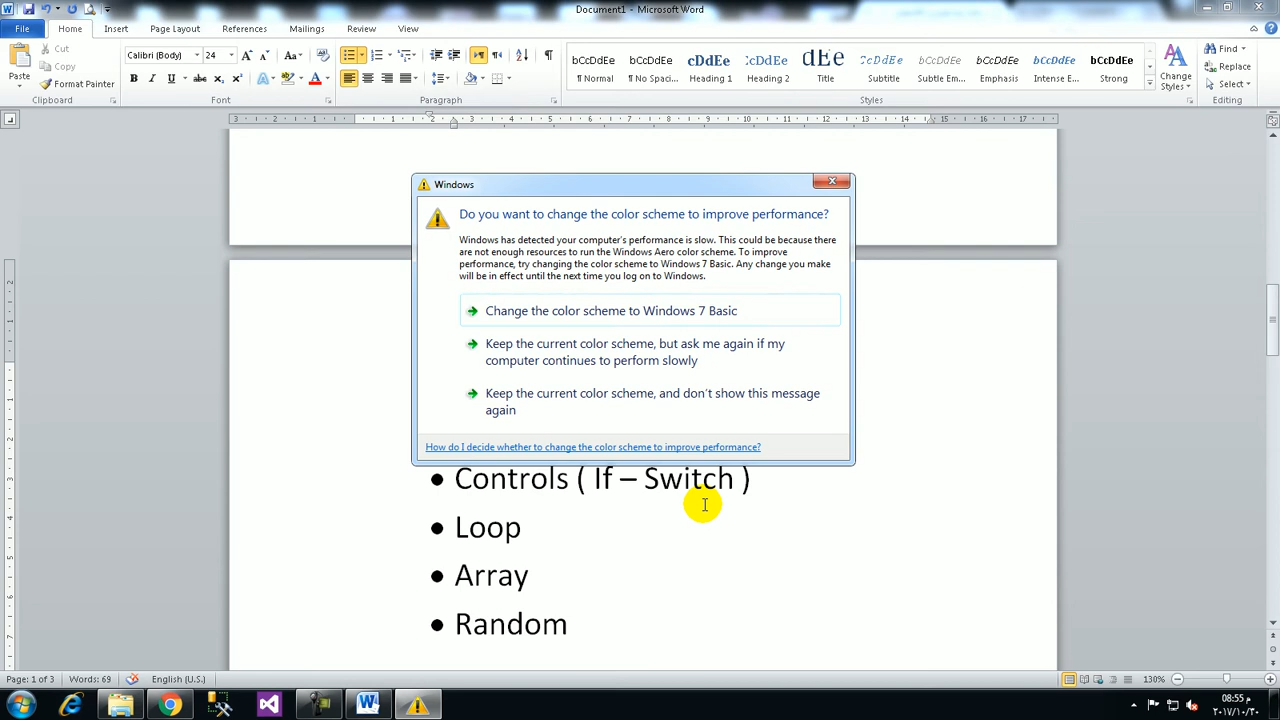 Document1 - Microsoft Word
File Home Insert Page Layout References Mailings Review View
Paste
Cut
Copy
Format Painter
Clipboard
Calibri (Body) 24
Font
Paragraph
AaBbCcDdEe
¶ Normal
¶ No Spaci...
Heading 1
Heading 2
Title
Subtitle
Subtle Em...
Emphasis
Intense E...
Strong
Styles
Change Styles
Find
Replace
Select
Editing
Windows
Do you want to change the color scheme to improve performance?
Windows has detected your computer's performance is slow. This could be because there
are not enough resources to run the Windows Aero color scheme. To improve
performance, try changing the color scheme to Windows 7 Basic. Any change you make
will be in effect until the next time you log on to Windows.
Change the color scheme to Windows 7 Basic
Keep the current color scheme, but ask me again if my
computer continues to perform slowly
Keep the current color scheme, and don't show this message
again
How do I decide whether to change the color scheme to improve performance?
• Controls ( If – Switch )
• Loop
• Array
• Random
Page: 1 of 3 Words: 69 English (U.S.) 130%
08:55 م
٢٠١٧/١٠/٣٠